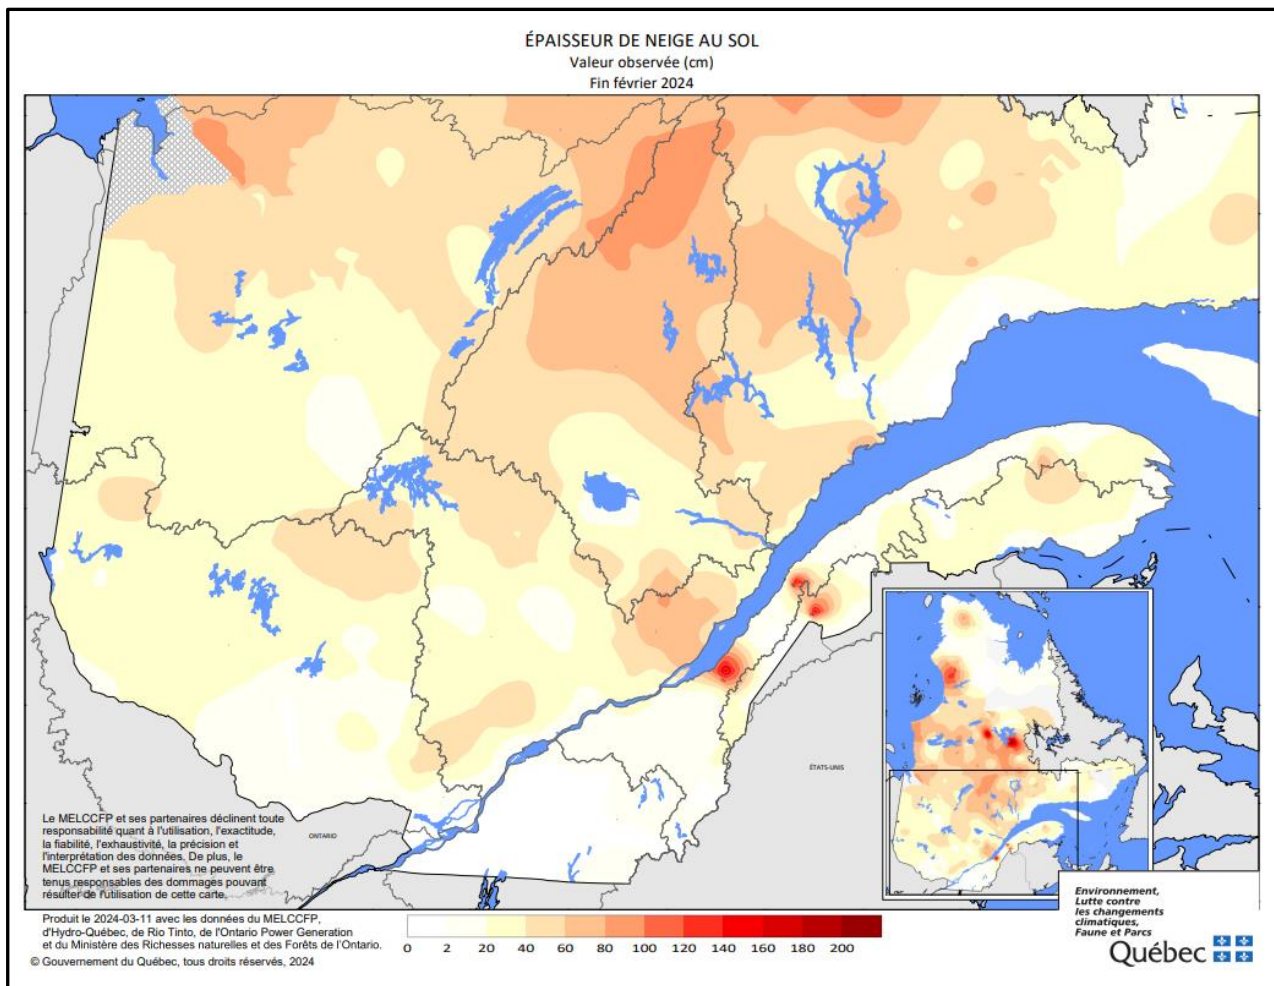 ÉPAISSEUR DE NEIGE AU SOL
Valeur observée (cm)
Fin février 2024
ÉTATS-UNIS
ONTARIO
Le MELCCFP et ses partenaires déclinent toute
responsabilité quant à l'utilisation, l'exactitude,
la fiabilité, l'exhaustivité, la précision et
l'interprétation des données. De plus, le
MELCCFP et ses partenaires ne peuvent être
tenus responsables des dommages pouvant
résulter de l'utilisation de cette carte.
Produit le 2024-03-11 avec les données du MELCCFP,
d'Hydro-Québec, de Rio Tinto, de l'Ontario Power Generation
et du Ministère des Richesses naturelles et des Forêts de l'Ontario.
© Gouvernement du Québec, tous droits réservés, 2024
0 2 20 40 60 80 100 120 140 160 180 200
Environnement,
Lutte contre
les changements
climatiques,
Faune et Parcs
Québec